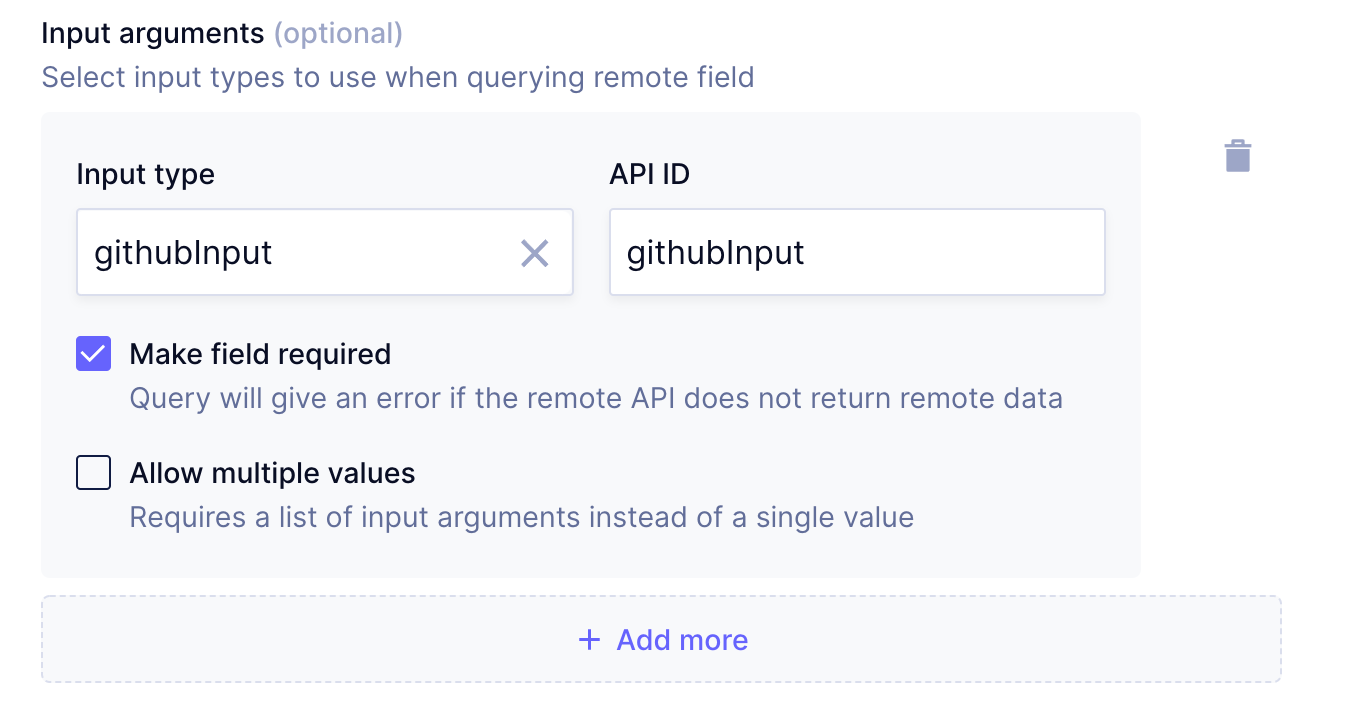 Input arguments (optional)
Select input types to use when querying remote field
Input type
API ID
githubInput
githubInput
Make field required
Query will give an error if the remote API does not return remote data
Allow multiple values
Requires a list of input arguments instead of a single value
+ Add more